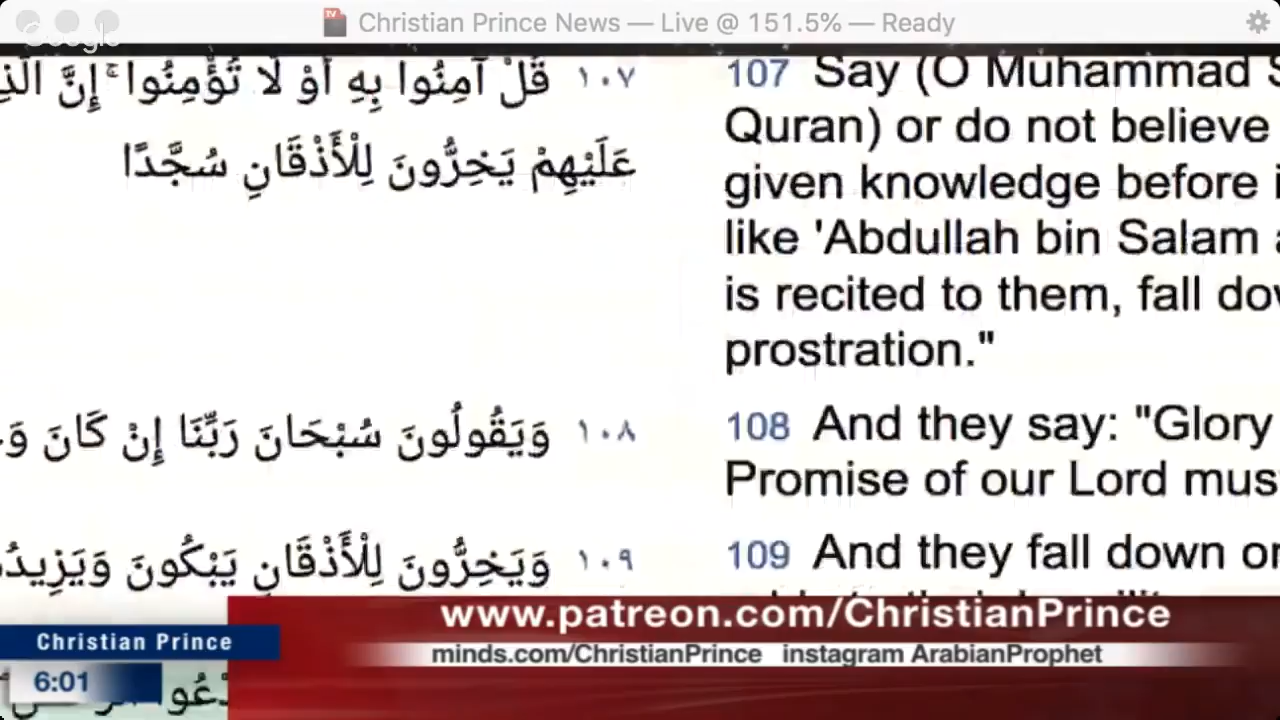 Christian Prince News — Live @ 151.5% — Ready
Google
١٠٧ قُلْ آمِنُوا بِهِ أَوْ لَا تُؤْمِنُوا ۚ إِنَّ
عَلَيْهِمْ يَخِرُّونَ لِلْأَذْقَانِ سُجَّدًا
١٠٨ وَيَقُولُونَ سُبْحَانَ رَبِّنَا إِنْ كَانَ
١٠٩ وَيَخِرُّونَ لِلْأَذْقَانِ يَبْكُونَ
107 Say (O Muhammad S
Quran) or do not believe
given knowledge before i
like 'Abdullah bin Salam a
is recited to them, fall dow
prostration."
108 And they say: "Glory
Promise of our Lord mus
109 And they fall down on
www.patreon.com/ChristianPrince
minds.com/ChristianPrince instagram ArabianProphet
Christian Prince
6:01